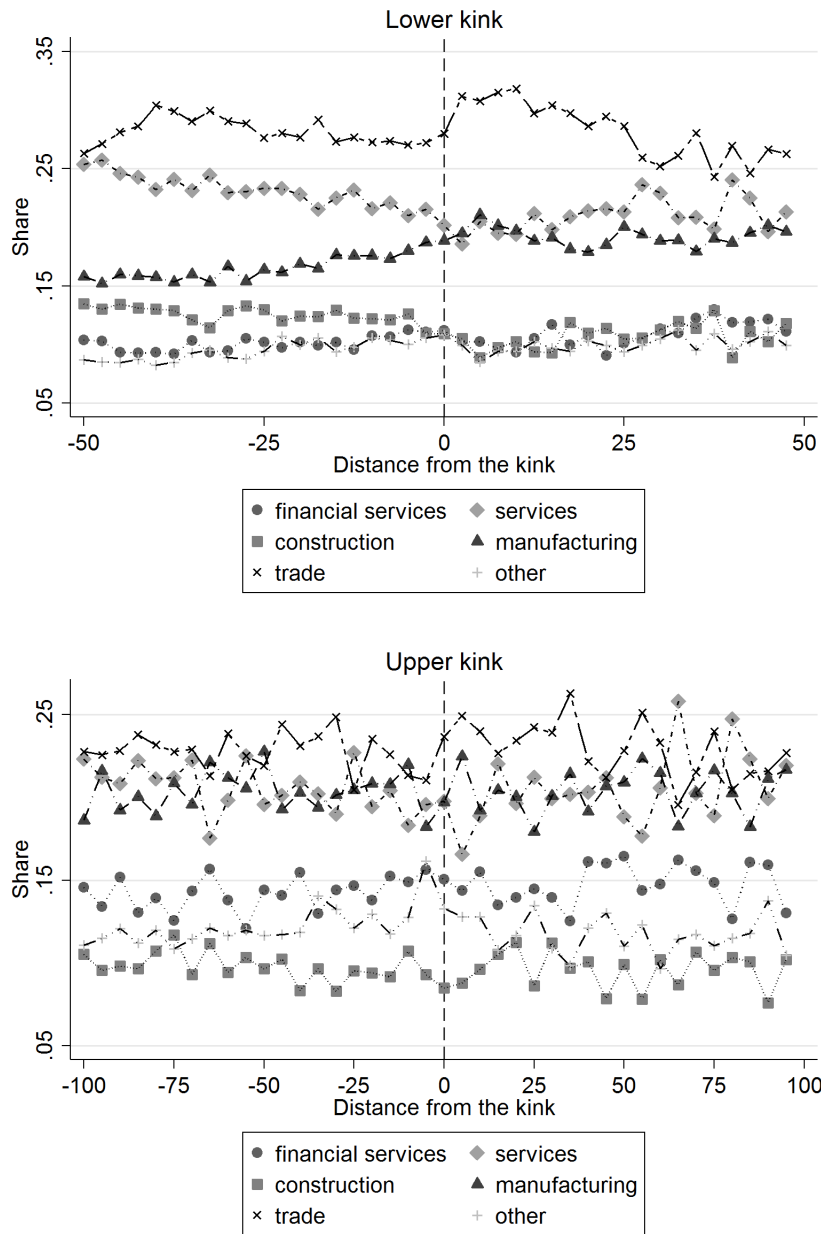 Lower kink
.35
.25
.15
.05
Share
-50 -25 0 25 50
Distance from the kink
financial services services
construction manufacturing
trade other
Upper kink
.25
.15
.05
Share
-100 -75 -50 -25 0 25 50 75 100
Distance from the kink
financial services services
construction manufacturing
trade other